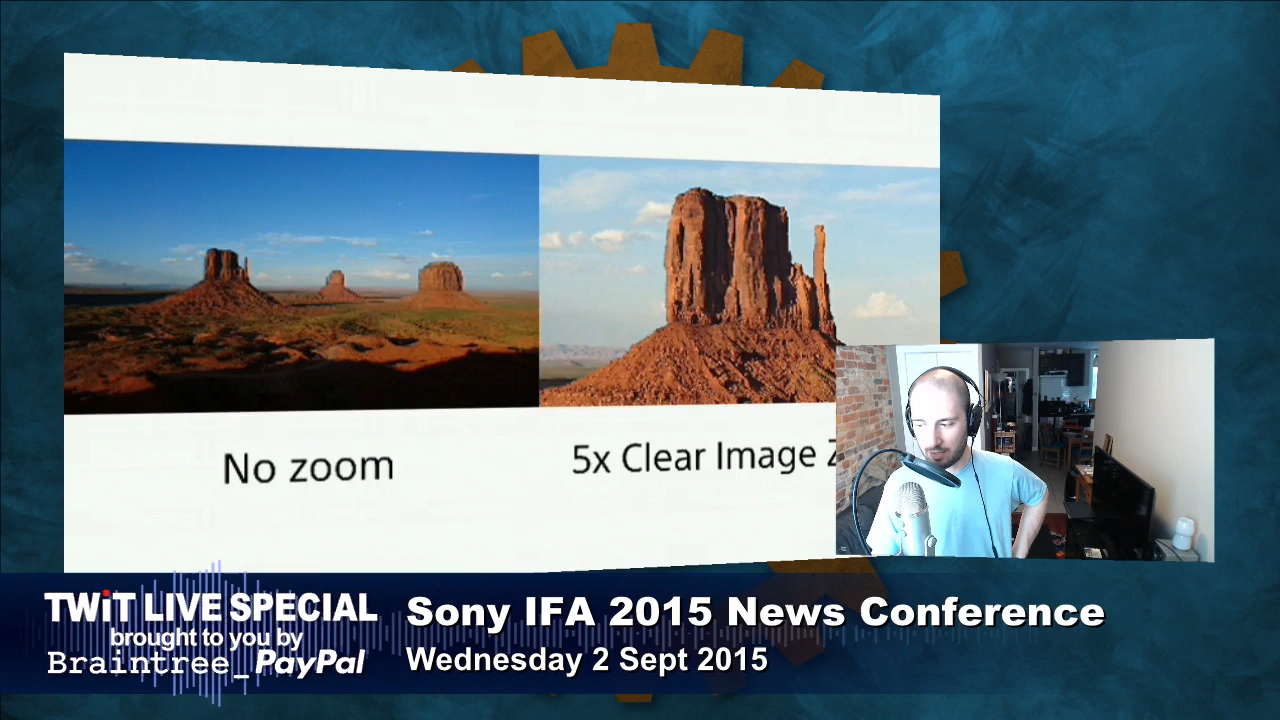 No zoom
5x Clear Image
TWiT LIVE SPECIAL
brought to you by
Braintree_ PayPal
Sony IFA 2015 News Conference
Wednesday 2 Sept 2015